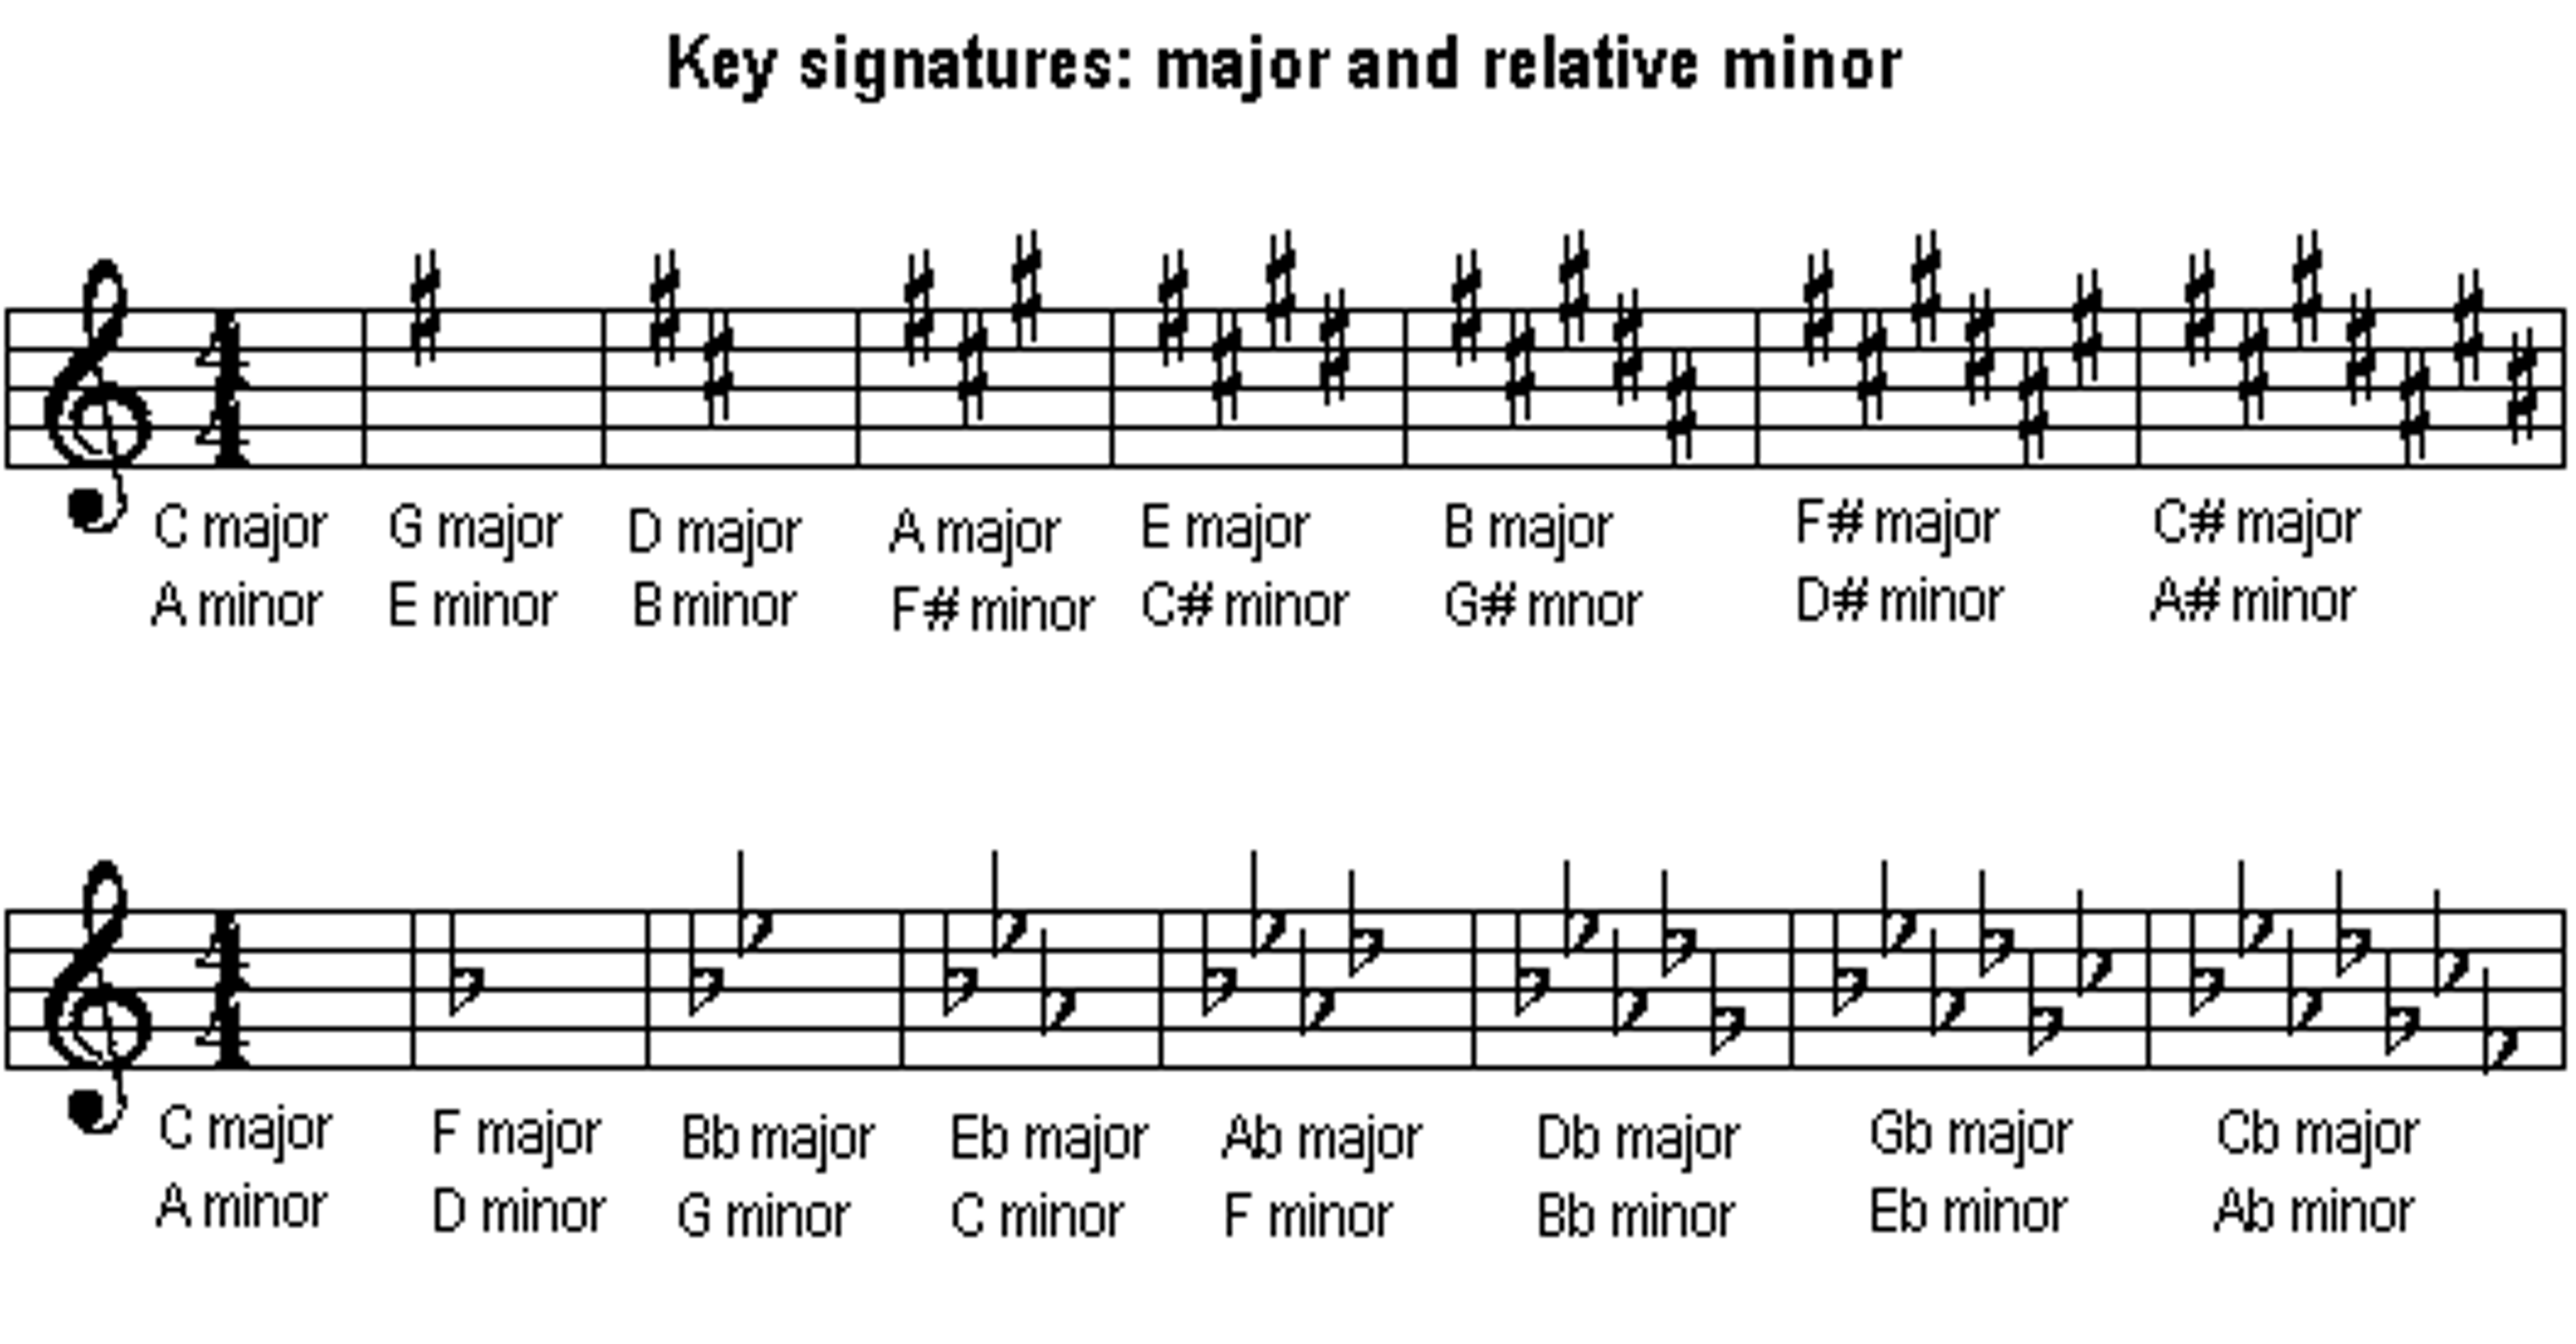 Key signatures: major and relative minor
4
4
C major G major D major A major E major B major F# major C# major
A minor E minor B minor F# minor C# minor G# mnor D# minor A# minor
4
4
C major F major Bb major Eb major Ab major Db major Gb major Cb major
A minor D minor G minor C minor F minor Bb minor Eb minor Ab minor